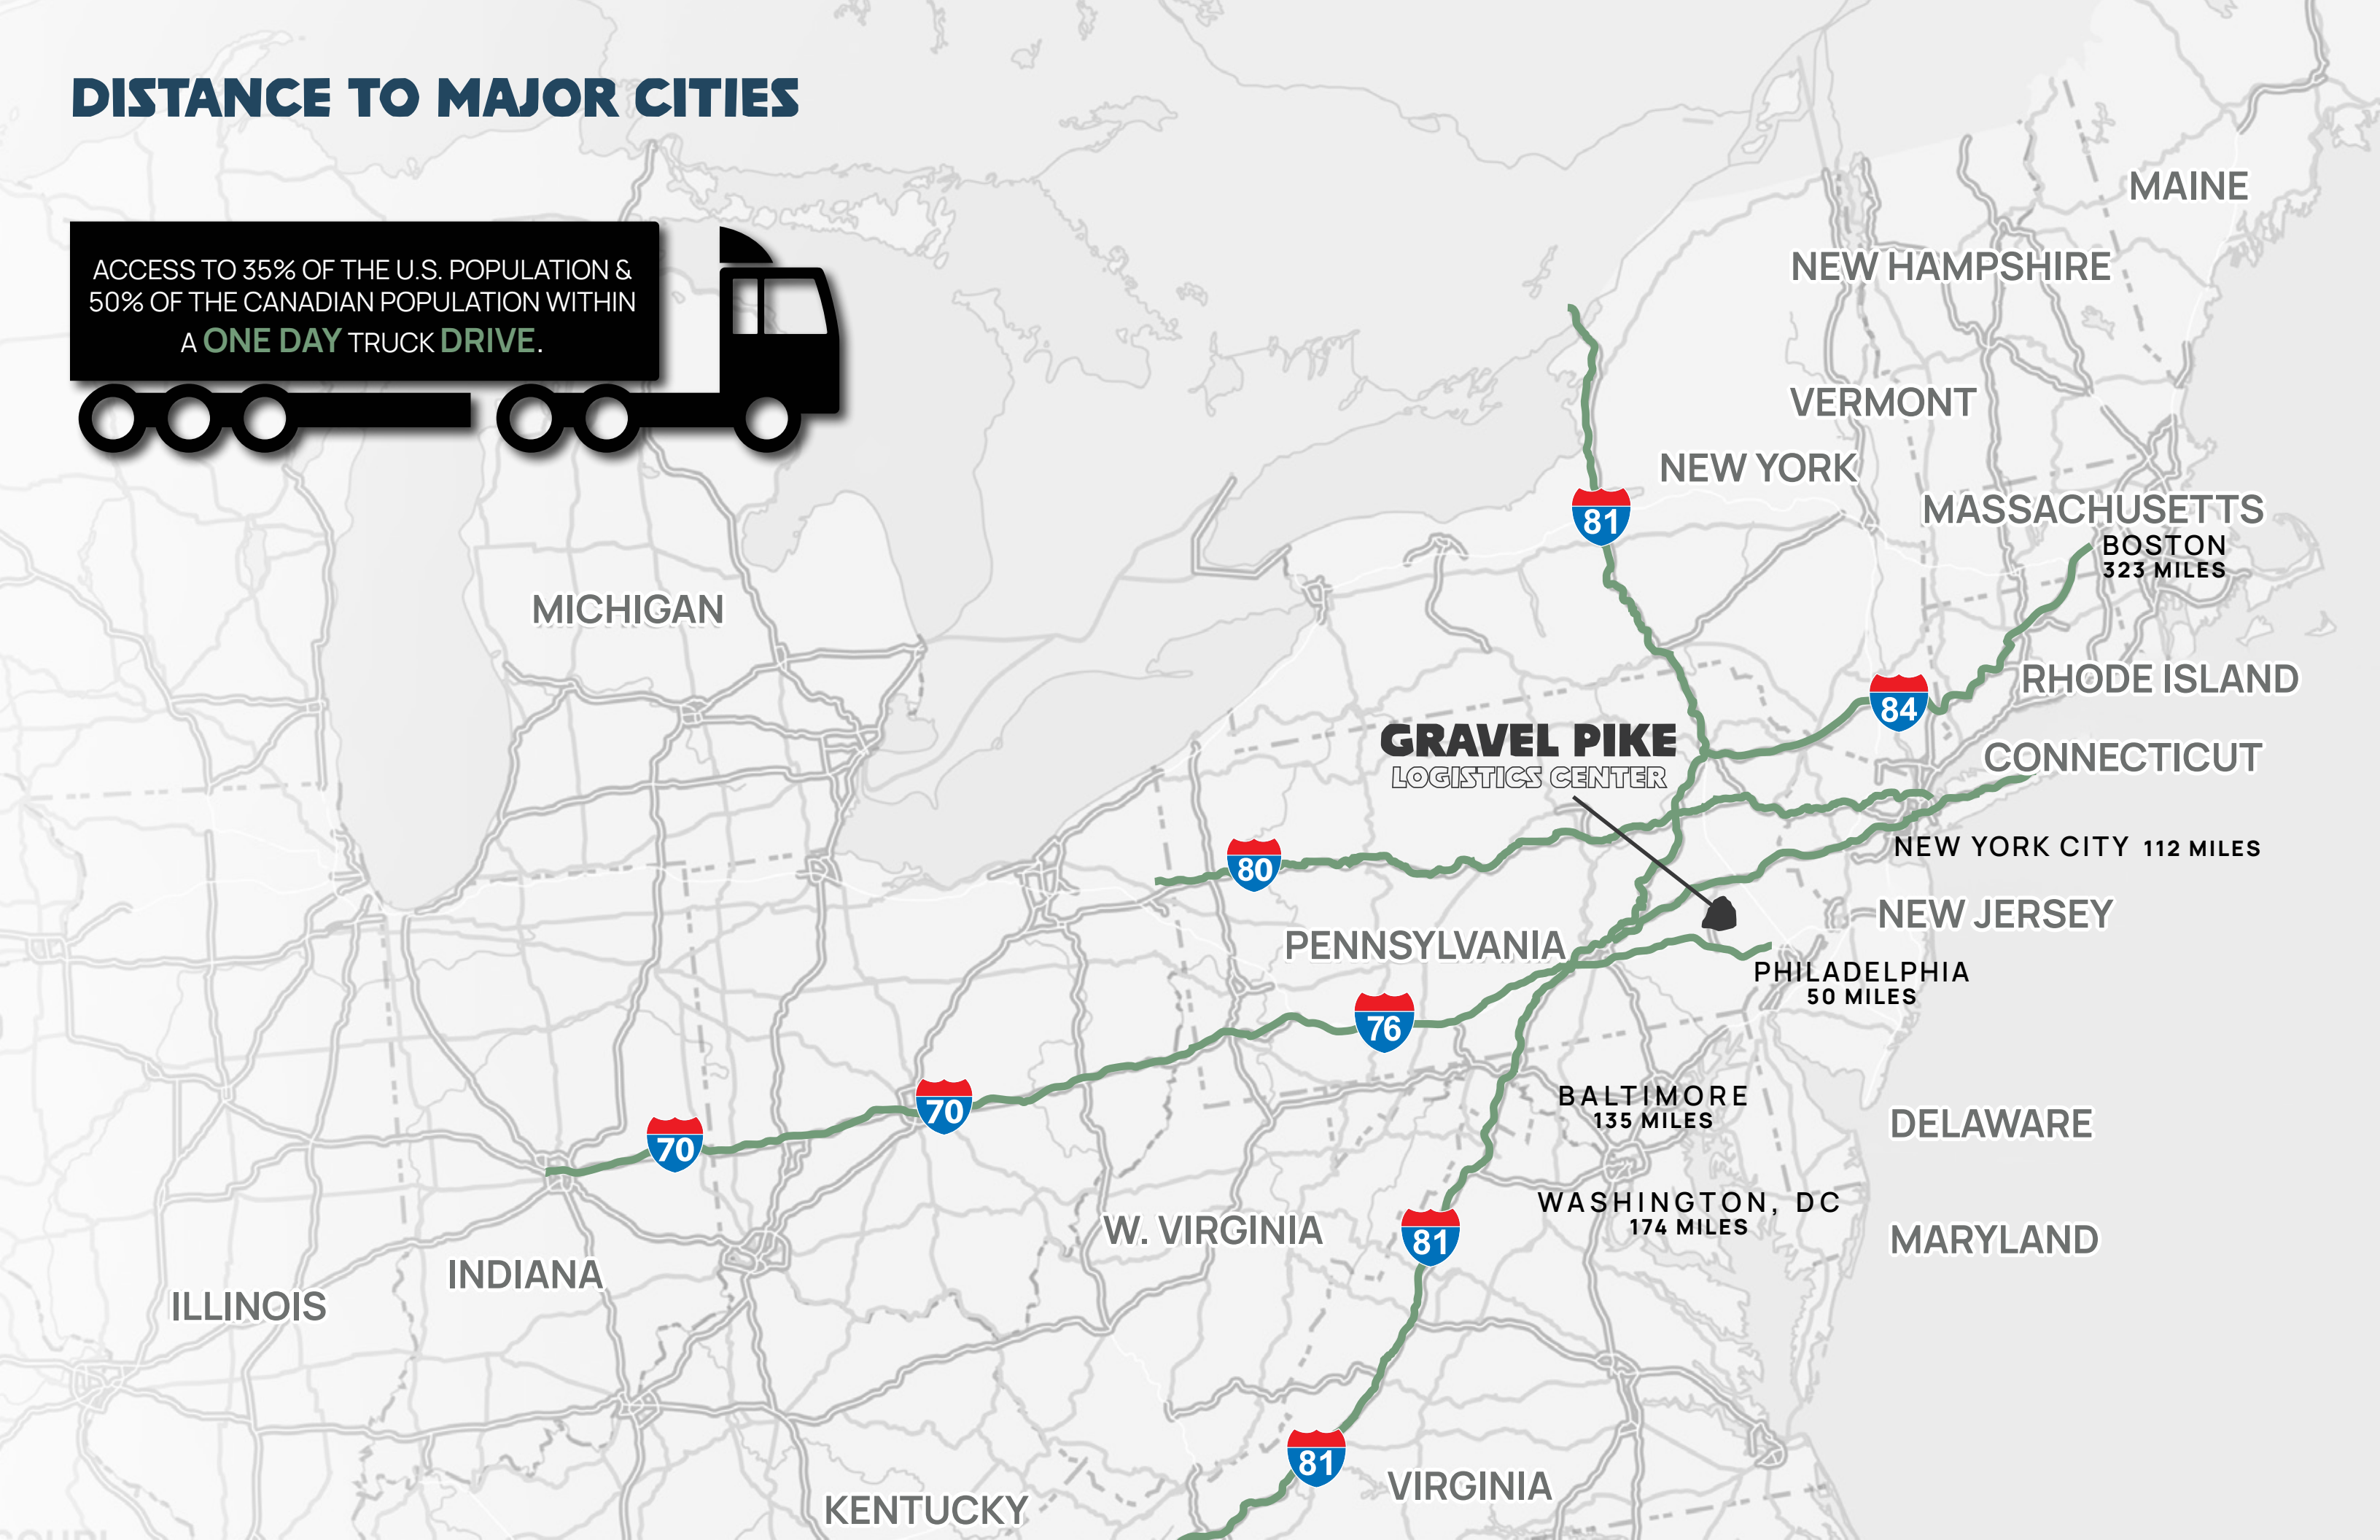 DISTANCE TO MAJOR CITIES
ACCESS TO 35% OF THE U.S. POPULATION &
50% OF THE CANADIAN POPULATION WITHIN
A ONE DAY TRUCK DRIVE.
MAINE
NEW HAMPSHIRE
VERMONT
NEW YORK
81
MASSACHUSETTS
BOSTON
323 MILES
MICHIGAN
RHODE ISLAND
84
GRAVEL PIKE
LOGISTICS CENTER
CONNECTICUT
80
NEW YORK CITY 112 MILES
NEW JERSEY
PENNSYLVANIA
PHILADELPHIA
50 MILES
76
70
70
BALTIMORE
135 MILES
DELAWARE
WASHINGTON, DC
174 MILES
W. VIRGINIA
81
MARYLAND
INDIANA
ILLINOIS
81
VIRGINIA
KENTUCKY